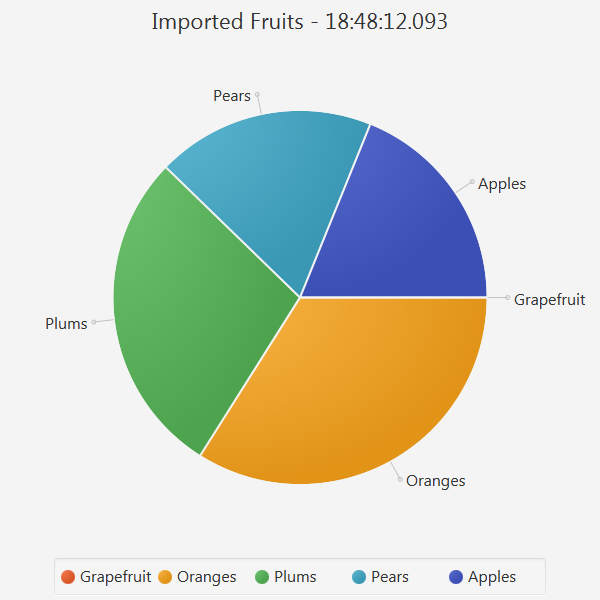 Imported Fruits - 18:48:12.093
Pears
Apples
Grapefruit
Plums
Oranges
Grapefruit Oranges Plums Pears Apples